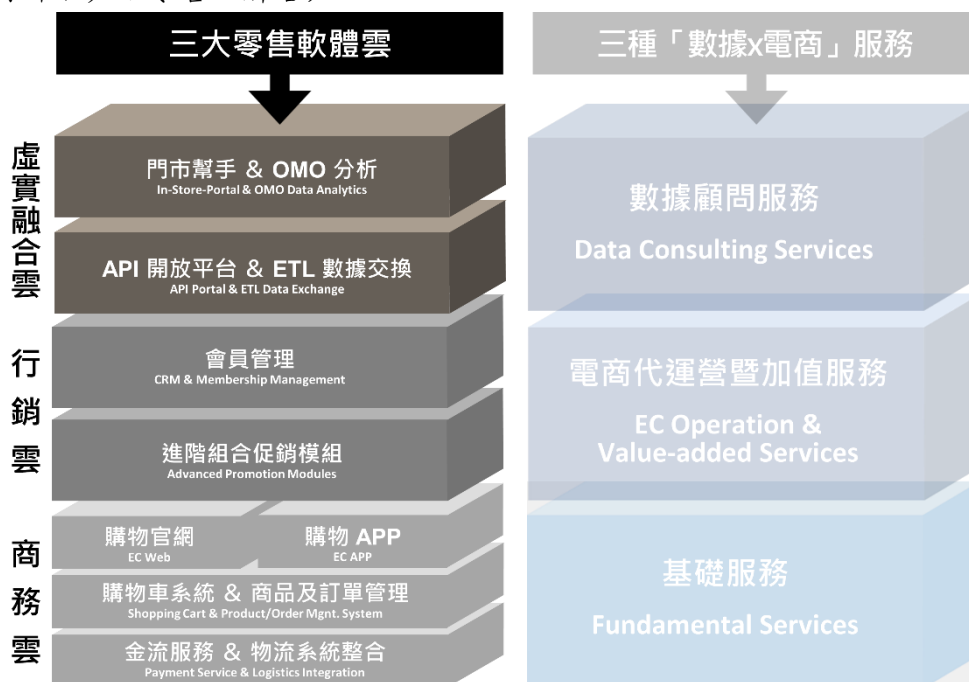 三大零售軟體雲
虛實融合雲
門市幫手 & OMO 分析
In-Store-Portal & OMO Data Analytics
API 開放平台 & ETL 數據交換
API Portal & ETL Data Exchange
行銷雲
會員管理
CRM & Membership Management
進階組合促銷模組
Advanced Promotion Modules
商務雲
購物官網
EC Web
購物 APP
EC APP
購物車系統 & 商品及訂單管理
Shopping Cart & Product/Order Mgnt. System
金流服務 & 物流系統整合
Payment Service & Logistics Integration
三種「數據x電商」服務
數據顧問服務
Data Consulting Services
電商代運營暨加值服務
EC Operation &
Value-added Services
基礎服務
Fundamental Services